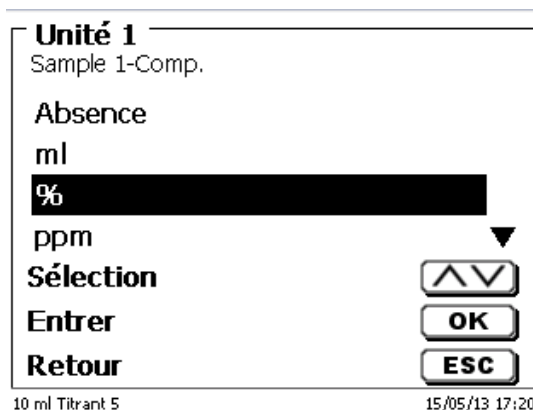 Unité 1
Sample 1-Comp.
Absence
ml
%
ppm
Sélection
Entrer OK
Retour ESC
10 ml Titrant 5 15/05/13 17:20